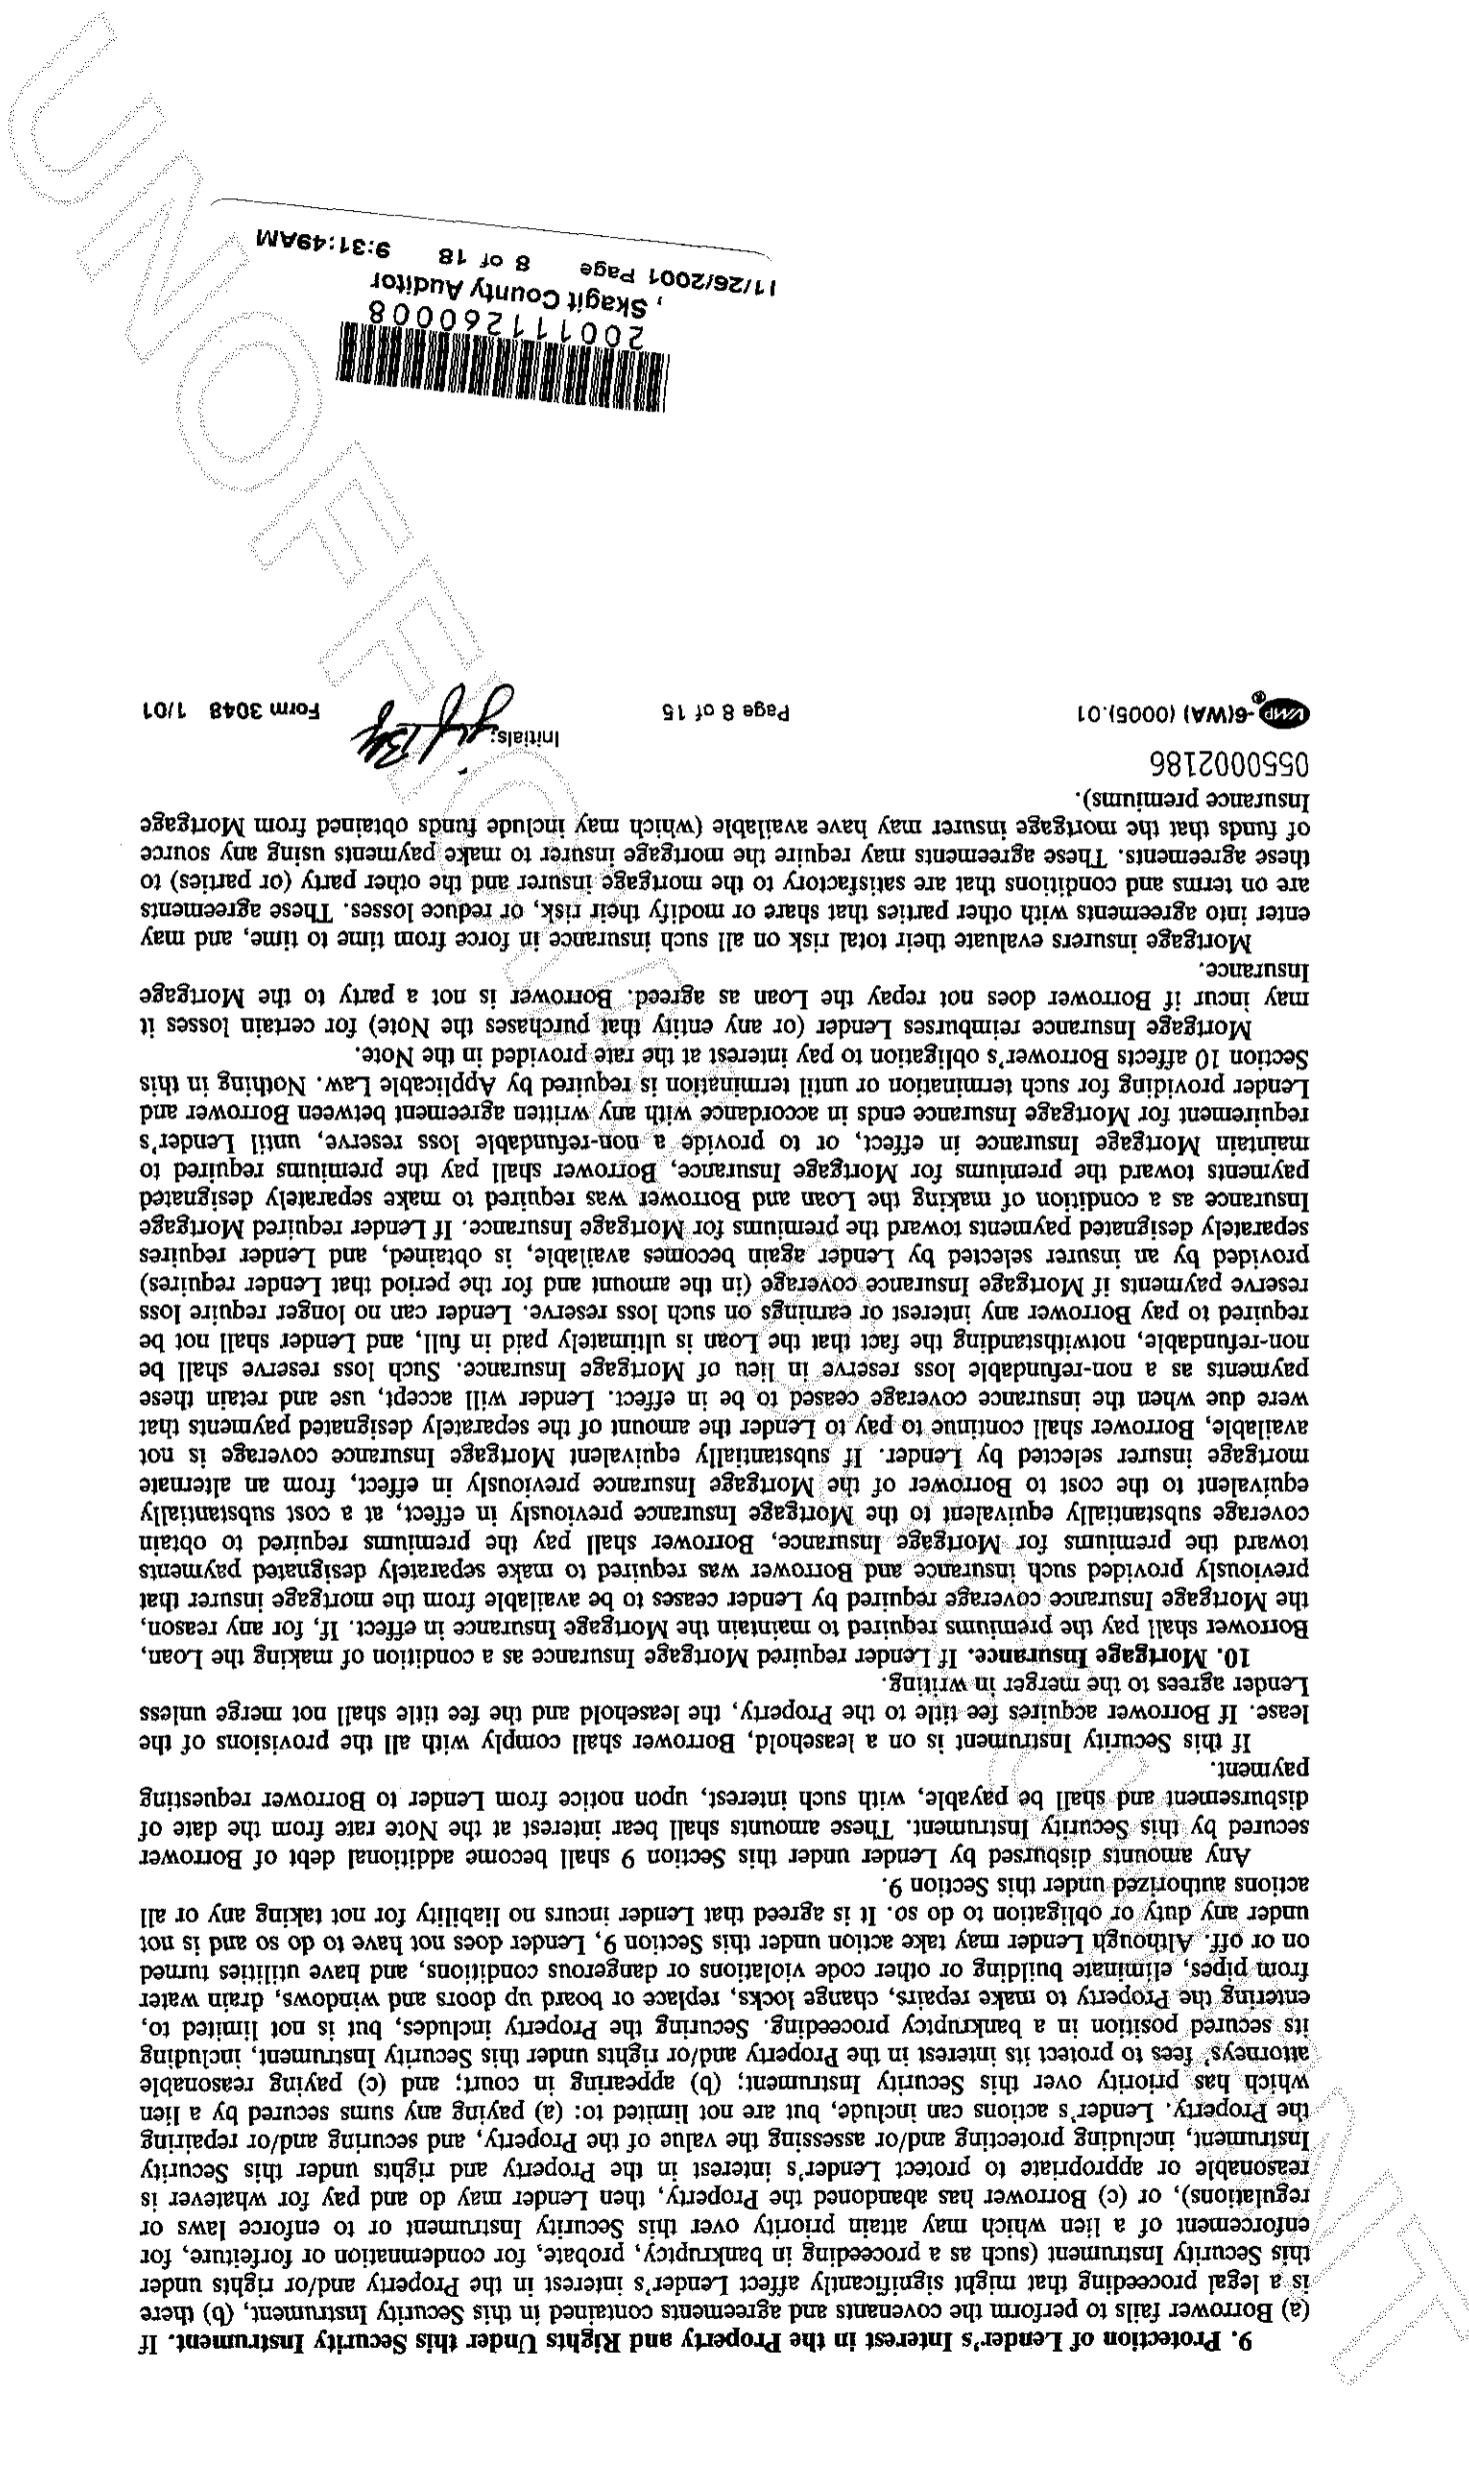 9. Protection of Lender's Interest in the Property and Rights Under this Security Instrument. If
(a) Borrower fails to perform the covenants and agreements contained in this Security Instrument, (b) there
is a legal proceeding that might significantly affect Lender's interest in the Property and/or rights under
this Security Instrument (such as a proceeding in bankruptcy, probate, for condemnation or forfeiture, for
enforcement of a lien which may attain priority over this Security Instrument or to enforce laws or
regulations), or (c) Borrower has abandoned the Property, then Lender may do and pay for whatever is
reasonable or appropriate to protect Lender's interest in the Property and rights under this Security
Instrument, including protecting and/or assessing the value of the Property, and securing and/or repairing
the Property. Lender's actions can include, but are not limited to: (a) paying any sums secured by a lien
which has priority over this Security Instrument; (b) appearing in court; and (c) paying reasonable
attorneys' fees to protect its interest in the Property and/or rights under this Security Instrument, including
its secured position in a bankruptcy proceeding. Securing the Property includes, but is not limited to,
entering the Property to make repairs, change locks, replace or board up doors and windows, drain water
from pipes, eliminate building or other code violations or dangerous conditions, and have utilities turned
on or off. Although Lender may take action under this Section 9, Lender does not have to do so and is not
under any duty or obligation to do so. It is agreed that Lender incurs no liability for not taking any or all
actions authorized under this Section 9.
Any amounts disbursed by Lender under this Section 9 shall become additional debt of Borrower
secured by this Security Instrument. These amounts shall bear interest at the Note rate from the date of
disbursement and shall be payable, with such interest, upon notice from Lender to Borrower requesting
payment.
If this Security Instrument is on a leasehold, Borrower shall comply with all the provisions of the
lease. If Borrower acquires fee title to the Property, the leasehold and the fee title shall not merge unless
Lender agrees to the merger in writing.
10. Mortgage Insurance. If Lender required Mortgage Insurance as a condition of making the Loan,
Borrower shall pay the premiums required to maintain the Mortgage Insurance in effect. If, for any reason,
the Mortgage Insurance coverage required by Lender ceases to be available from the mortgage insurer that
previously provided such insurance and Borrower was required to make separately designated payments
toward the premiums for Mortgage Insurance, Borrower shall pay the premiums required to obtain
coverage substantially equivalent to the Mortgage Insurance previously in effect, at a cost substantially
equivalent to the cost to Borrower of the Mortgage Insurance previously in effect, from an alternate
mortgage insurer selected by Lender. If substantially equivalent Mortgage Insurance coverage is not
available, Borrower shall continue to pay to Lender the amount of the separately designated payments that
were due when the insurance coverage ceased to be in effect. Lender will accept, use and retain these
payments as a non-refundable loss reserve in lieu of Mortgage Insurance. Such loss reserve shall be
non-refundable, notwithstanding the fact that the Loan is ultimately paid in full, and Lender shall not be
required to pay Borrower any interest or earnings on such loss reserve. Lender can no longer require loss
reserve payments if Mortgage Insurance coverage (in the amount and for the period that Lender requires)
provided by an insurer selected by Lender again becomes available, is obtained, and Lender requires
separately designated payments toward the premiums for Mortgage Insurance. If Lender required Mortgage
Insurance as a condition of making the Loan and Borrower was required to make separately designated
payments toward the premiums for Mortgage Insurance, Borrower shall pay the premiums required to
maintain Mortgage Insurance in effect, or to provide a non-refundable loss reserve, until Lender's
requirement for Mortgage Insurance ends in accordance with any written agreement between Borrower and
Lender providing for such termination or until termination is required by Applicable Law. Nothing in this
Section 10 affects Borrower's obligation to pay interest at the rate provided in the Note.
Mortgage Insurance reimburses Lender (or any entity that purchases the Note) for certain losses it
may incur if Borrower does not repay the Loan as agreed. Borrower is not a party to the Mortgage
Insurance.
Mortgage insurers evaluate their total risk on all such insurance in force from time to time, and may
enter into agreements with other parties that share or modify their risk, or reduce losses. These agreements
are on terms and conditions that are satisfactory to the mortgage insurer and the other party (or parties) to
these agreements. These agreements may require the mortgage insurer to make payments using any source
of funds that the mortgage insurer may have available (which may include funds obtained from Mortgage
Insurance premiums).
0550002186
Initials:
VMP®-6(WA) (0005).01 Page 8 of 15 Form 3048 1/01
200111260008
, Skagit County Auditor
11/26/2001 Page 8 of 18 9:31:49AM
UNOFFICIAL DOCUMENT